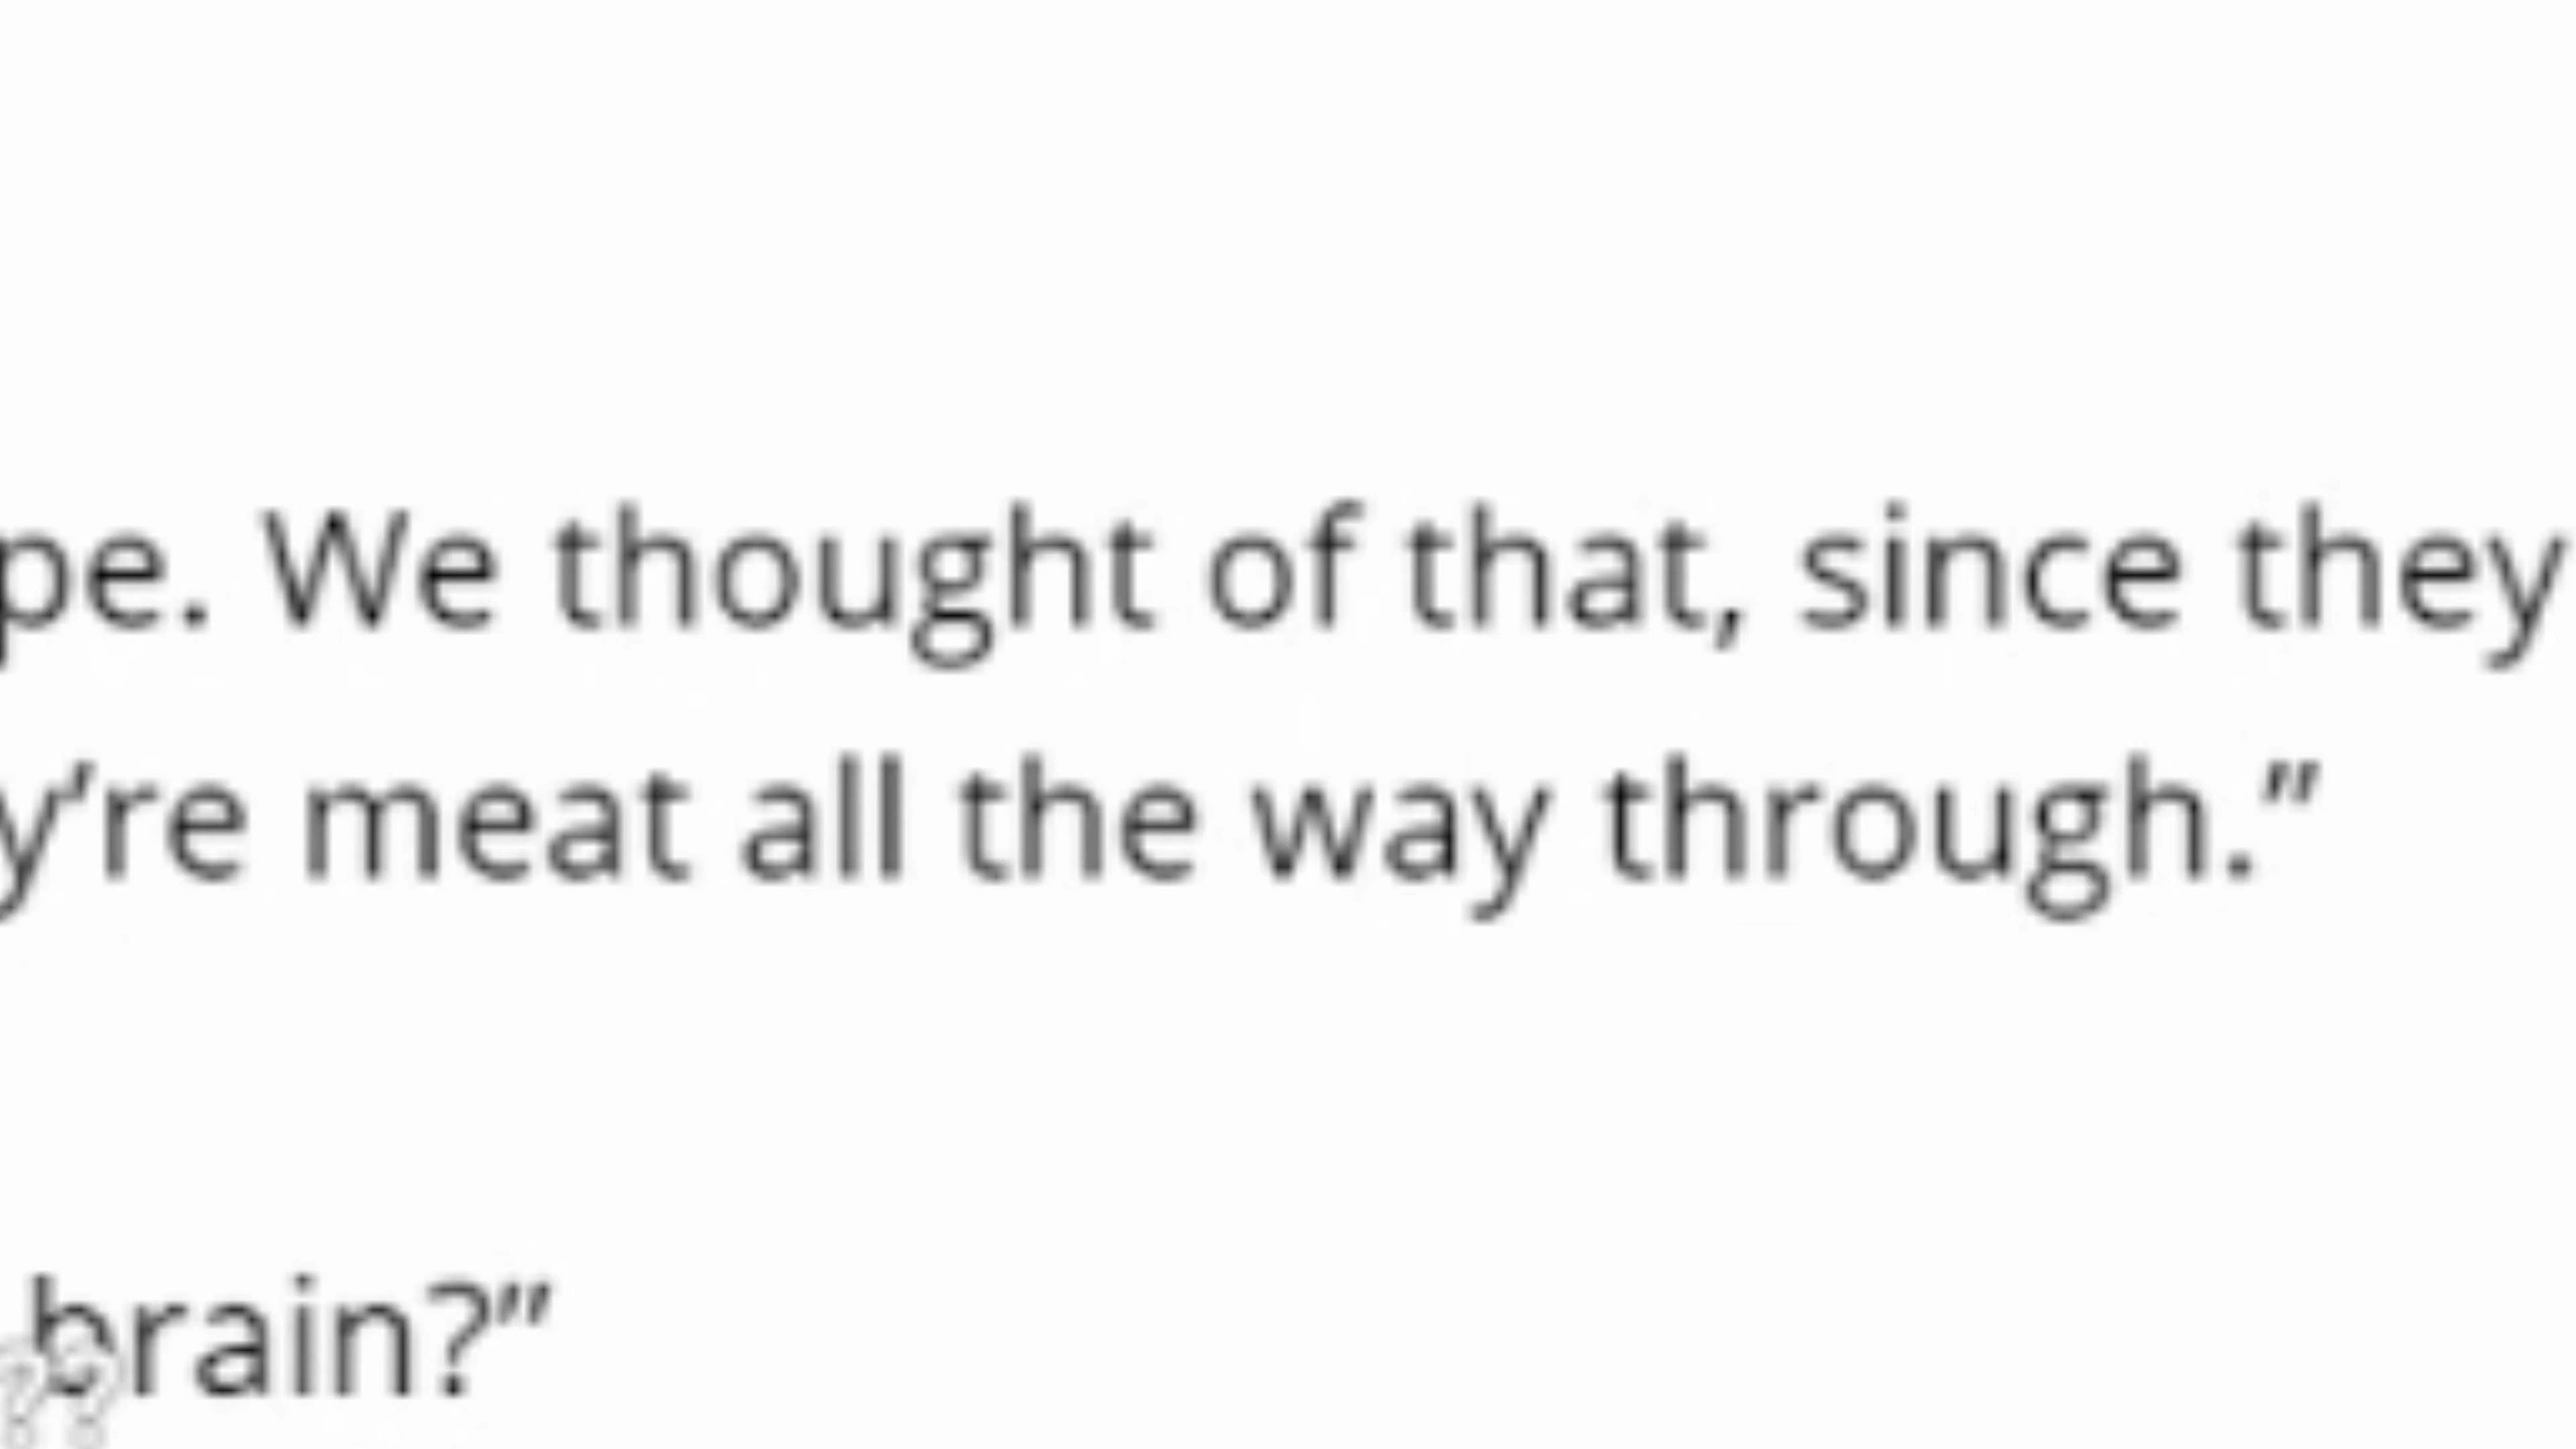 pe. We thought of that, since they
y’re meat all the way through.”
brain?”
??